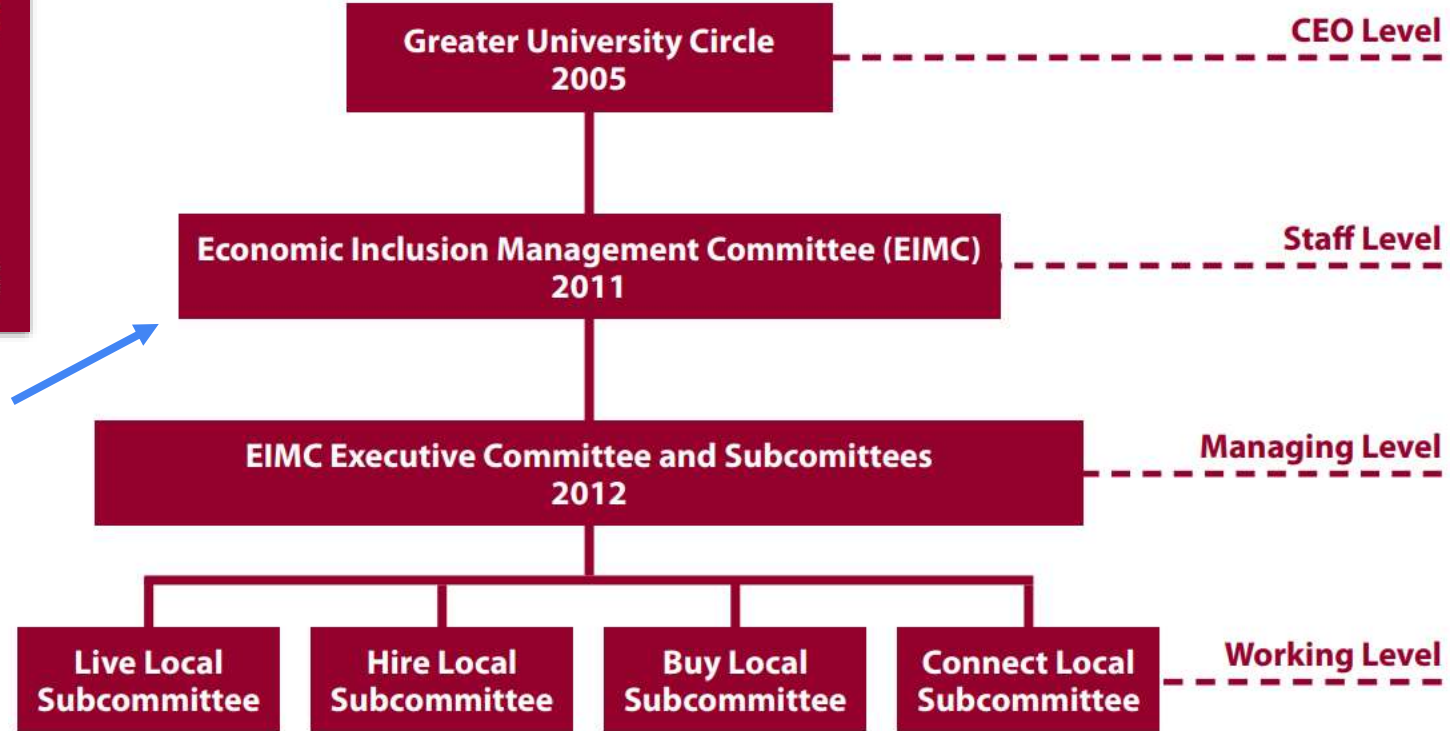 Greater University Circle
2005
CEO Level
Economic Inclusion Management Committee (EIMC)
2011
Staff Level
EIMC Executive Committee and Subcomittees
2012
Managing Level
Live Local
Subcommittee
Hire Local
Subcommittee
Buy Local
Subcommittee
Connect Local
Subcommittee
Working Level